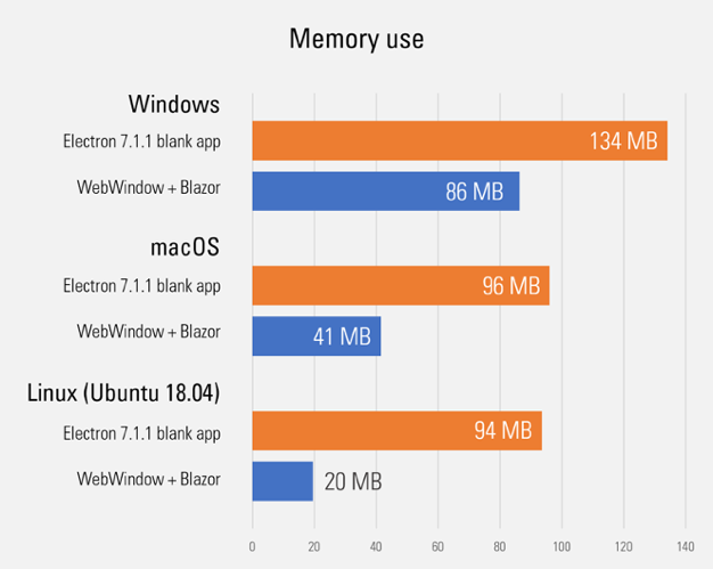 Memory use
Windows
Electron 7.1.1 blank app
134 MB
WebWindow + Blazor
86 MB
macOS
Electron 7.1.1 blank app
96 MB
WebWindow + Blazor
41 MB
Linux (Ubuntu 18.04)
Electron 7.1.1 blank app
94 MB
WebWindow + Blazor
20 MB
0 20 40 60 80 100 120 140